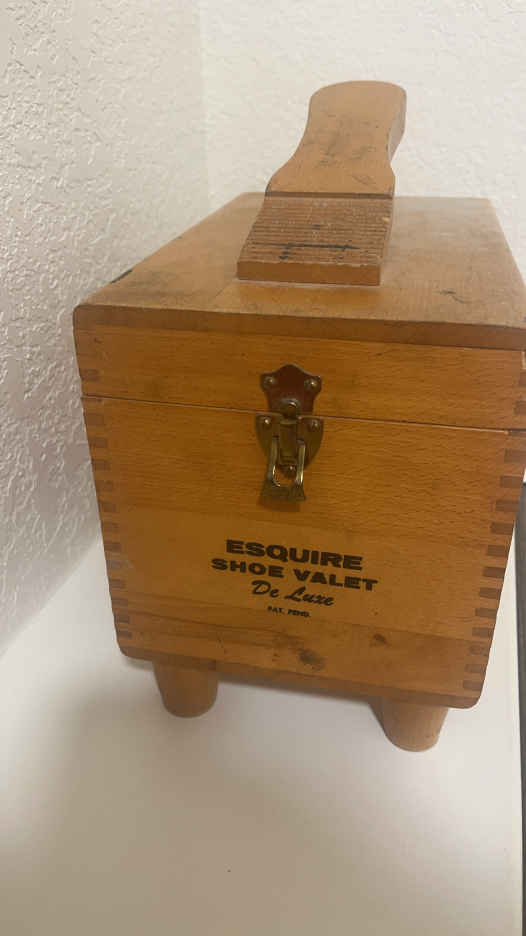 ESQUIRE
SHOE VALET
De Luxe
PAT. PEND.